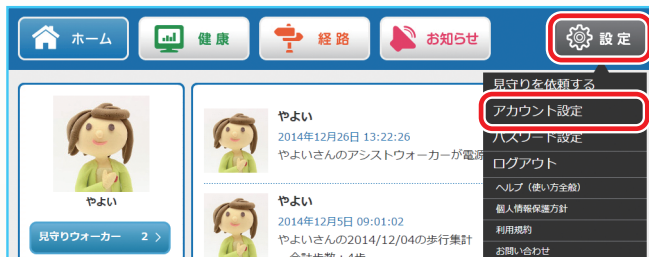 ホーム
健康
経路
お知らせ
設定
見守りを依頼する
アカウント設定
パスワード設定
ログアウト
ヘルプ（使い方全般）
個人情報保護方針
利用規約
お問い合わせ
やよい
見守りウォーカー 2
やよい
2014年12月26日 13:22:26
やよいさんのアシストウォーカーが電源
やよい
2014年12月5日 09:01:02
やよいさんの2014/12/04の歩行集計
合計歩数：4歩